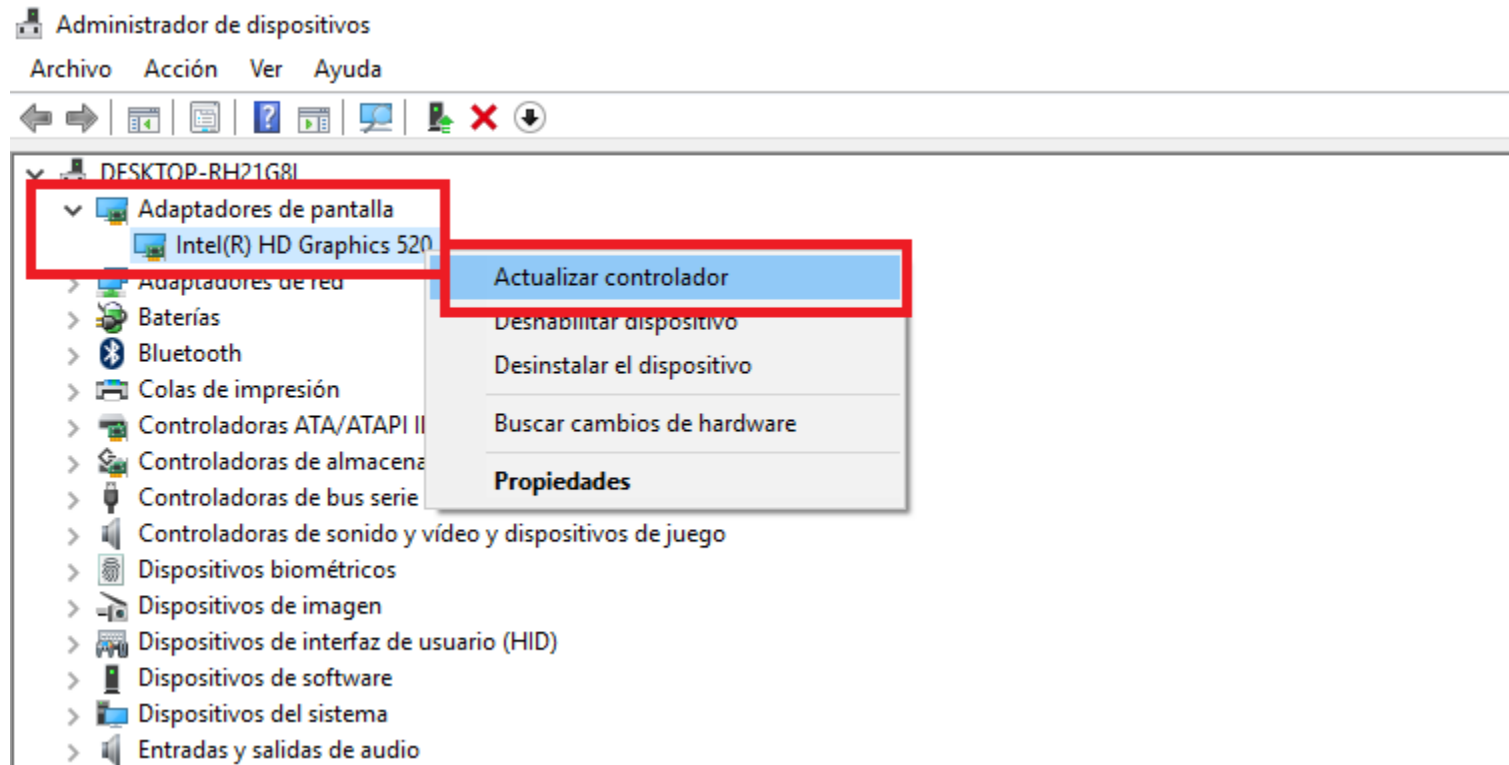 Administrador de dispositivos
Archivo Acción Ver Ayuda
DESKTOP-RH21G8L
Adaptadores de pantalla
Intel(R) HD Graphics 520
Actualizar controlador
Adaptadores de red
Deshabilitar dispositivo
Baterías
Bluetooth
Desinstalar el dispositivo
Colas de impresión
Controladoras ATA/ATAPI
Buscar cambios de hardware
Controladoras de almacena
Propiedades
Controladoras de bus serie
Controladoras de sonido y vídeo y dispositivos de juego
Dispositivos biométricos
Dispositivos de imagen
Dispositivos de interfaz de usuario (HID)
Dispositivos de software
Dispositivos del sistema
Entradas y salidas de audio